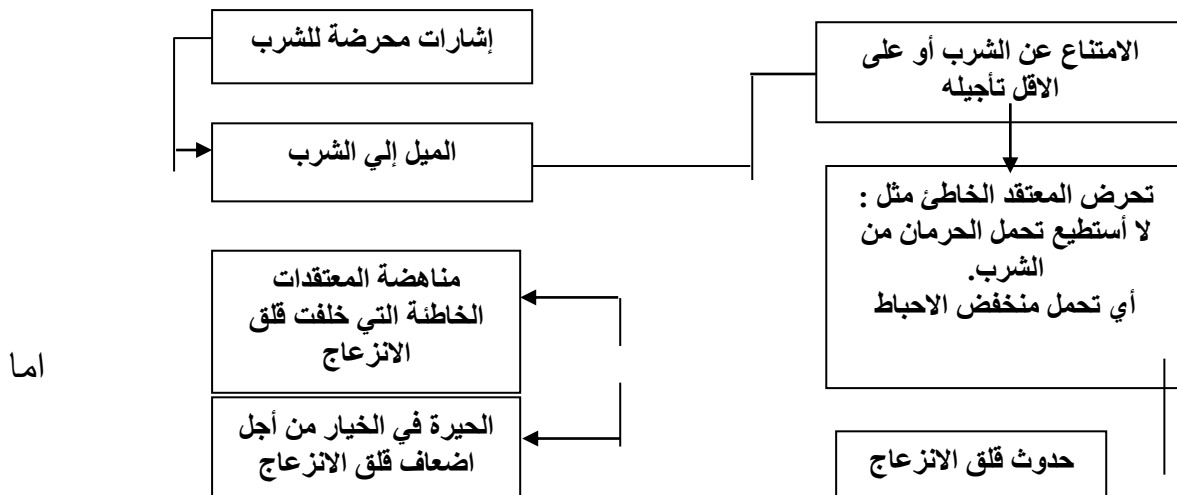 إشارات محرضة للشرب
الامتناع عن الشرب أو على
الاقل تأجيله
الميل إلي الشرب
تحرض المعتقد الخاطئ مثل :
لا أستطيع تحمل الحرمان من
الشرب.
أي تحمل منخفض الاحباط
مناهضة المعتقدات
الخاطئة التي خلفت قلق
الانزعاج
اما
الحيرة في الخيار من أجل
اضعاف قلق الانزعاج
حدوث قلق الانزعاج